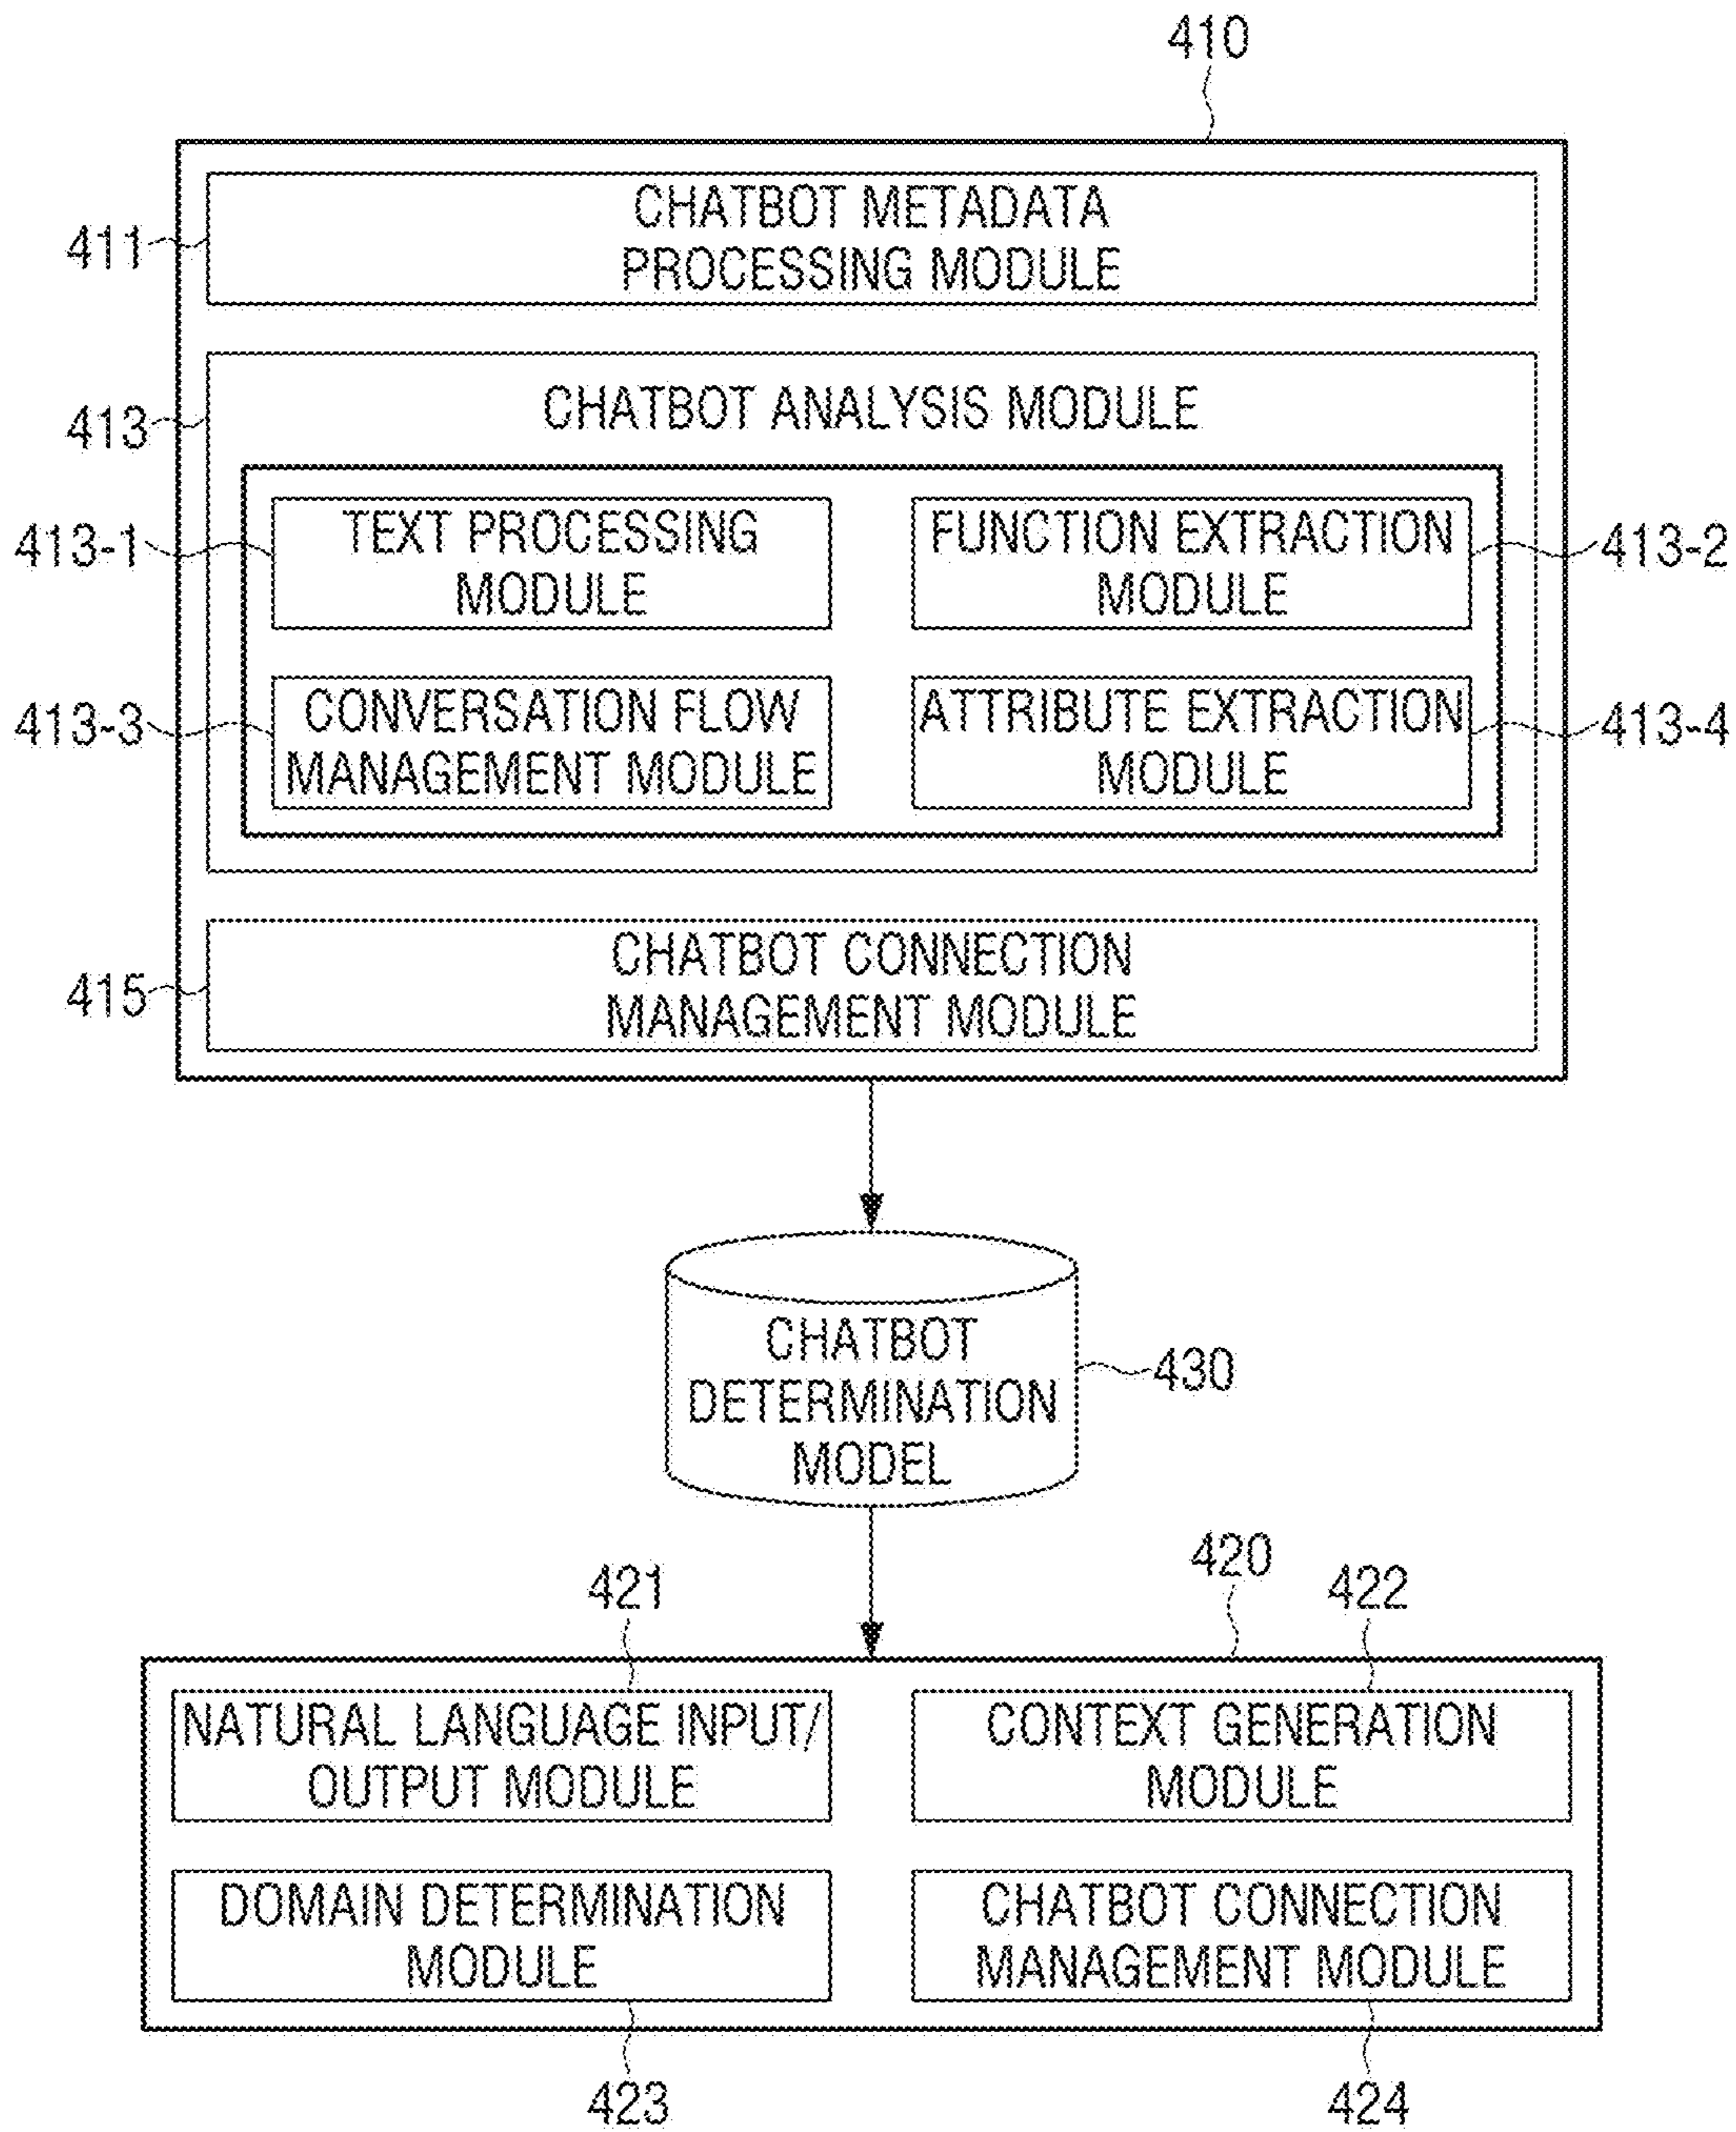 410
CHATBOT METADATA
PROCESSING MODULE
411
CHATBOT ANALYSIS MODULE
413
TEXT PROCESSING
MODULE
413-1
FUNCTION EXTRACTION
MODULE
413-2
CONVERSATION FLOW
MANAGEMENT MODULE
413-3
ATTRIBUTE EXTRACTION
MODULE
413-4
CHATBOT CONNECTION
MANAGEMENT MODULE
415
CHATBOT
DETERMINATION
MODEL
430
420
421
422
NATURAL LANGUAGE INPUT/
OUTPUT MODULE
CONTEXT GENERATION
MODULE
DOMAIN DETERMINATION
MODULE
CHATBOT CONNECTION
MANAGEMENT MODULE
423
424